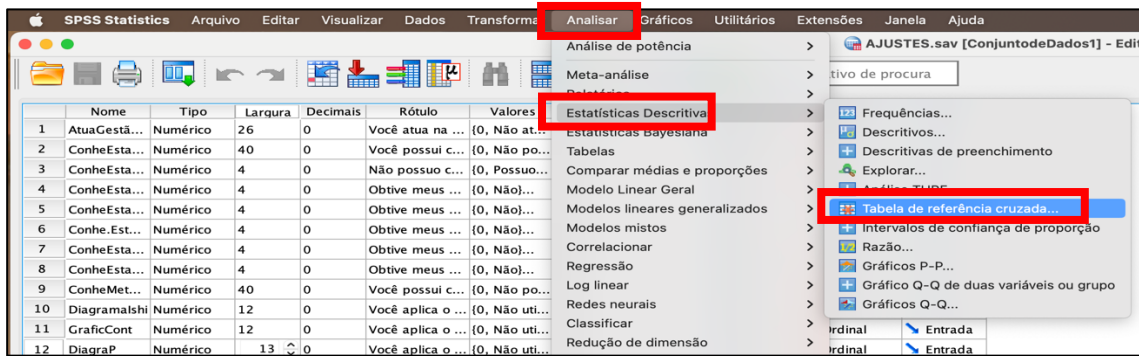 SPSS Statistics Arquivo Editar Visualizar Dados Transforma Analisar Gráficos Utilitários Extensões Janela Ajuda
AJUSTES.sav [ConjuntodeDados1] - Edit
tivo de procura
Nome Tipo Largura Decimais Rótulo Valores
1 AtuaGestã... Numérico 26 0 Você atua na ... {0, Não at...
2 ConheEsta... Numérico 40 0 Você possui c... {0, Não po...
3 ConheEsta... Numérico 4 0 Não possuo c... {0, Possuo...
4 ConheEsta... Numérico 4 0 Obtive meus ... {0, Não}...
5 ConheEsta... Numérico 4 0 Obtive meus ... {0, Não}...
6 Conhe.Est... Numérico 4 0 Obtive meus ... {0, Não}...
7 ConheEsta... Numérico 4 0 Obtive meus ... {0, Não}...
8 ConheEsta... Numérico 4 0 Obtive meus ... {0, Não}...
9 ConheMet... Numérico 40 0 Você possui c... {0, Não po...
10 DiagramaIshi Numérico 12 0 Você aplica o ... {0, Não uti...
11 GraficCont Numérico 12 0 Você aplica o ... {0, Não uti... Ordinal Entrada
12 DiagraP Numérico 13 0 Você aplica o ... {0, Não uti... Ordinal Entrada
Análise de potência >
Meta-análise >
Relatórios >
Estatísticas Descritiva >
Estatísticas Bayesiana >
Tabelas >
Comparar médias e proporções >
Modelo Linear Geral >
Modelos lineares generalizados >
Modelos mistos >
Correlacionar >
Regressão >
Log linear >
Redes neurais >
Classificar >
Redução de dimensão >
Frequências...
Descritivos...
Descritivas de preenchimento
Explorar...
Análise TURF
Tabela de referência cruzada...
Intervalos de confiança de proporção
Razão...
Gráficos P-P...
Gráfico Q-Q de duas variáveis ou grupo
Gráficos Q-Q...